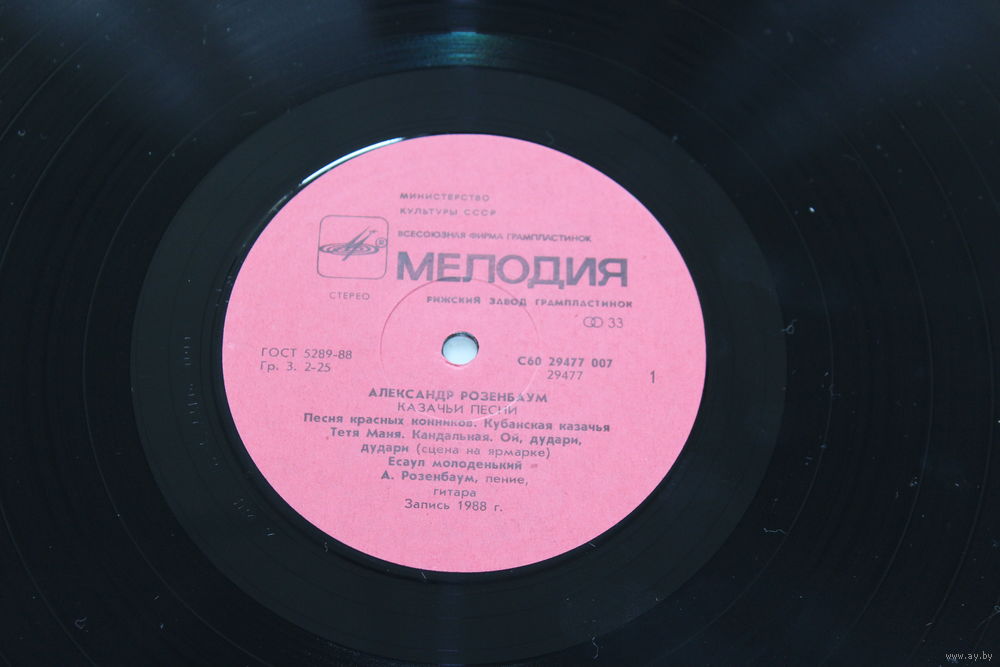 МИНИСТЕРСТВО
КУЛЬТУРЫ СССР
ВСЕСОЮЗНАЯ ФИРМА ГРАМПЛАСТИНОК
МЕЛОДИЯ
®
СТЕРЕО
РИЖСКИЙ ЗАВОД ГРАМПЛАСТИНОК
33
ГОСТ 5289-88
Гр. 3. 2-25
С60 29477 007
29477
1
АЛЕКСАНДР РОЗЕНБАУМ
КАЗАЧЬИ ПЕСНИ
Песня красных конников. Кубанская казачья
Тетя Маня. Кандальная. Ой, дудари,
дудари (сцена на ярмарке)
Есаул молоденький
А. Розенбаум, пение,
гитара
Запись 1988 г.
www.ay.by